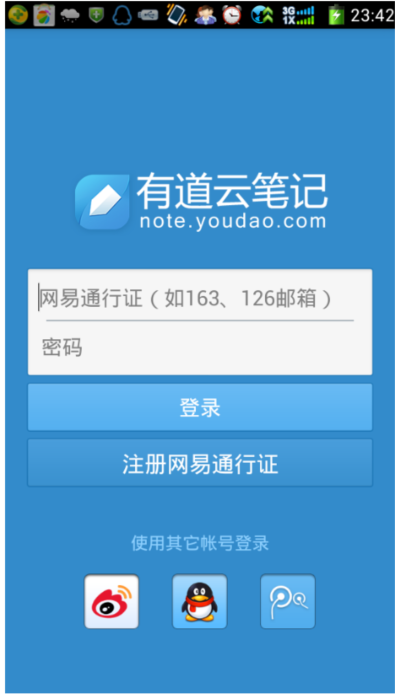 3G
1X
23:42
有道云笔记
note.youdao.com
网易通行证（如163、126邮箱）
密码
登录
注册网易通行证
使用其它帐号登录